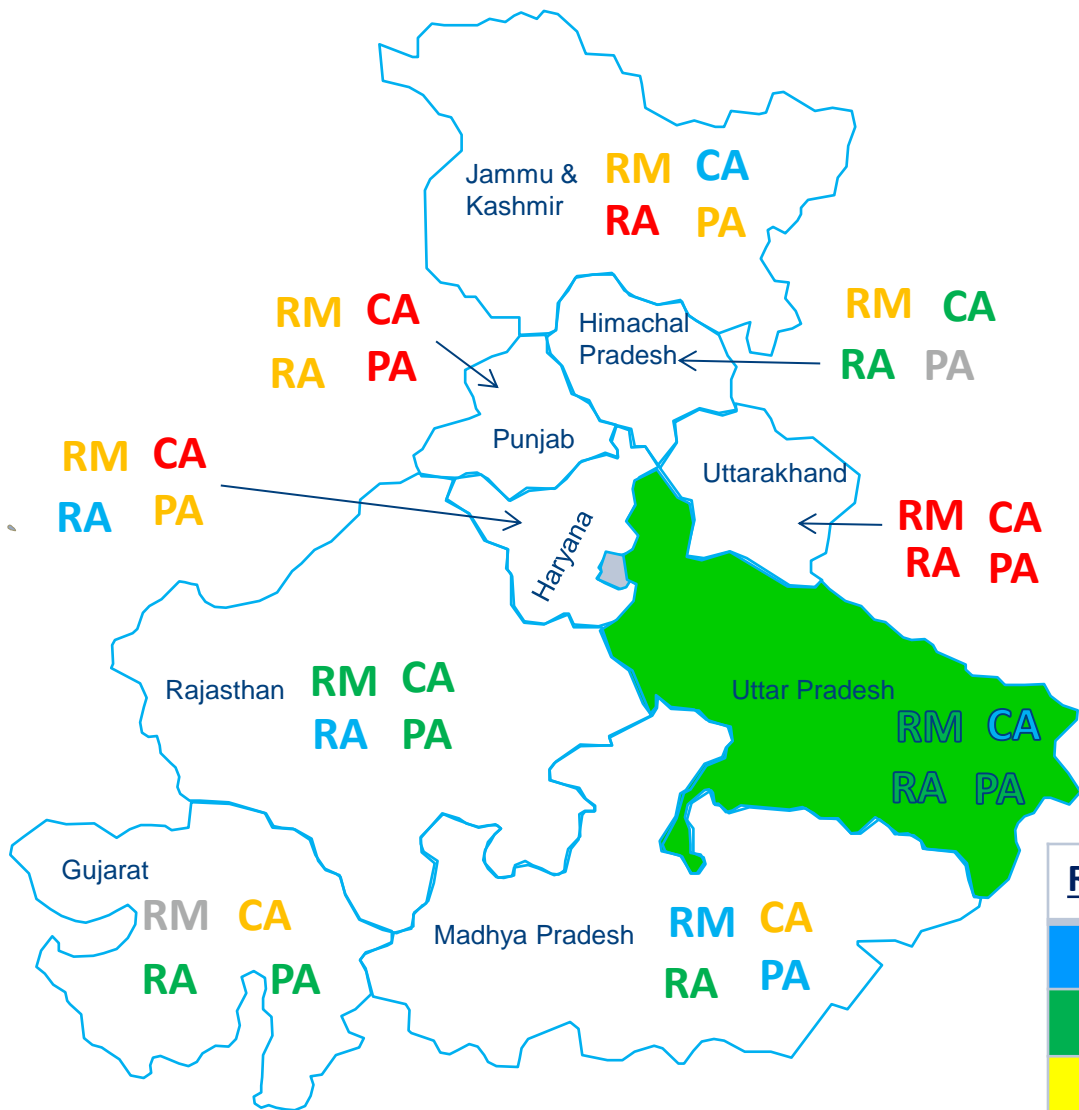 Jammu &
Kashmir
RM CA
RA PA
RM CA
RA PA
Himachal
Pradesh
RM CA
RA PA
Punjab
Uttarakhand
RM CA
RA PA
Haryana
RM CA
RA PA
Rajasthan
RM CA
RA PA
Uttar Pradesh
RM CA
RA PA
Gujarat
RM CA
RA PA
Madhya Pradesh
RM CA
RA PA